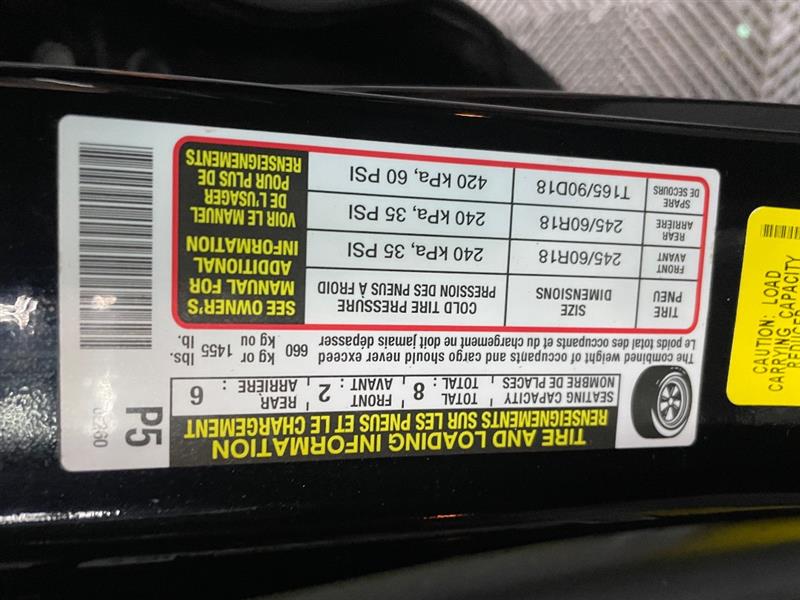 TIRE AND LOADING INFORMATION
RENSEIGNEMENTS SUR LES PNEUS ET LE CHARGEMENT
SEATING CAPACITY
NOMBRE DE PLACES
TOTAL
TOTAL : 8
FRONT
AVANT : 2
REAR
ARRIÈRE : 6
The combined weight of occupants and cargo should never exceed
Le poids total des occupants et du chargement ne doit jamais dépasser
660 kg or 1455 lbs.
kg ou lb.
TIRE
PNEU
SIZE
DIMENSIONS
COLD TIRE PRESSURE
PRESSION DES PNEUS À FROID
FRONT
AVANT
245/60R18
240 kPa, 35 PSI
REAR
ARRIÈRE
245/60R18
240 kPa, 35 PSI
SPARE
DE SECOURS
T165/90D18
420 kPa, 60 PSI
SEE OWNER'S
MANUAL FOR
ADDITIONAL
INFORMATION
VOIR LE MANUEL
DE L'USAGER
POUR PLUS DE
RENSEIGNEMENTS
P5
CAUTION: LOAD
CARRYING CAPACITY
REDUCED